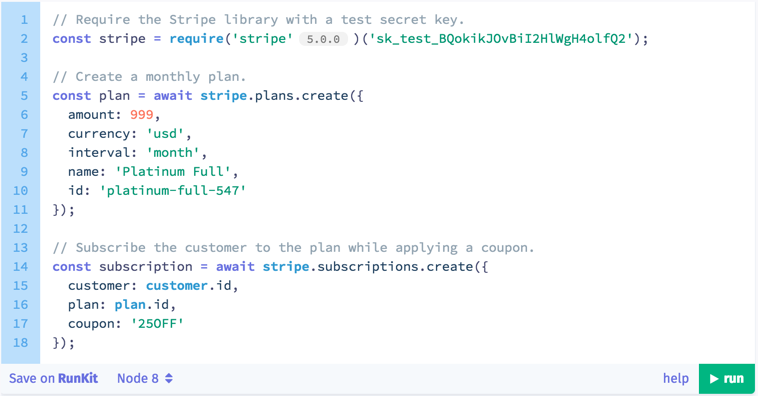 1 // Require the Stripe library with a test secret key.
2 const stripe = require('stripe' 5.0.0 )('sk_test_BQokikJOvBiI2HlWgH4olfQ2');
3
4 // Create a monthly plan.
5 const plan = await stripe.plans.create({
6 amount: 999,
7 currency: 'usd',
8 interval: 'month',
9 name: 'Platinum Full',
10 id: 'platinum-full-547'
11 });
12
13 // Subscribe the customer to the plan while applying a coupon.
14 const subscription = await stripe.subscriptions.create({
15 customer: customer.id,
16 plan: plan.id,
17 coupon: '25OFF'
18 });
Save on RunKit Node 8 help run